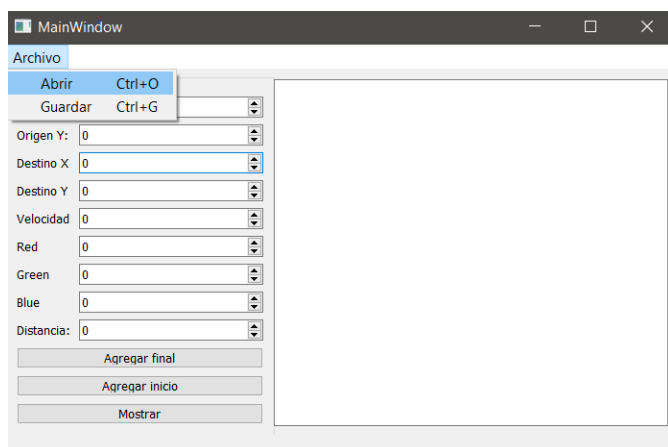 MainWindow
Archivo
Abrir Ctrl+O
Guardar Ctrl+G
Origen Y: 0
Destino X 0
Destino Y 0
Velocidad 0
Red 0
Green 0
Blue 0
Distancia: 0
Agregar final
Agregar inicio
Mostrar